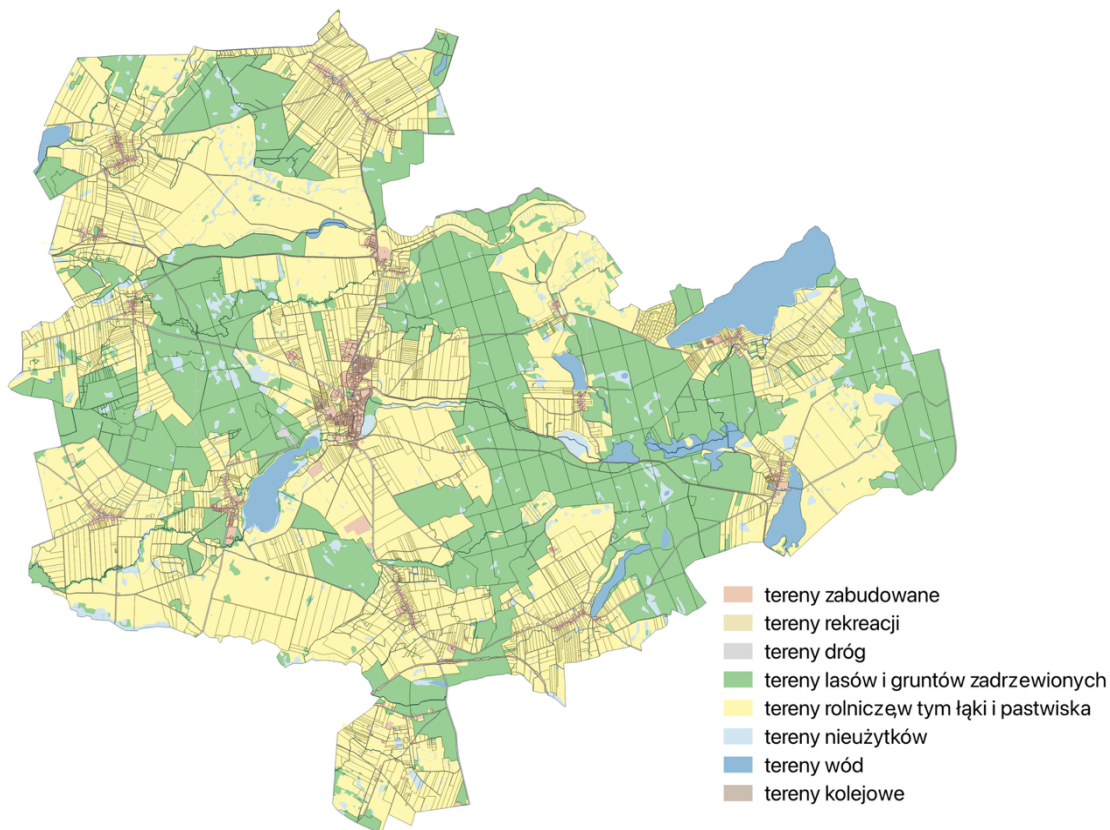 tereny zabudowane
tereny rekreacji
tereny dróg
tereny lasów i gruntów zadrzewionych
tereny rolnicze,w tym łąki i pastwiska
tereny nieużytków
tereny wód
tereny kolejowe